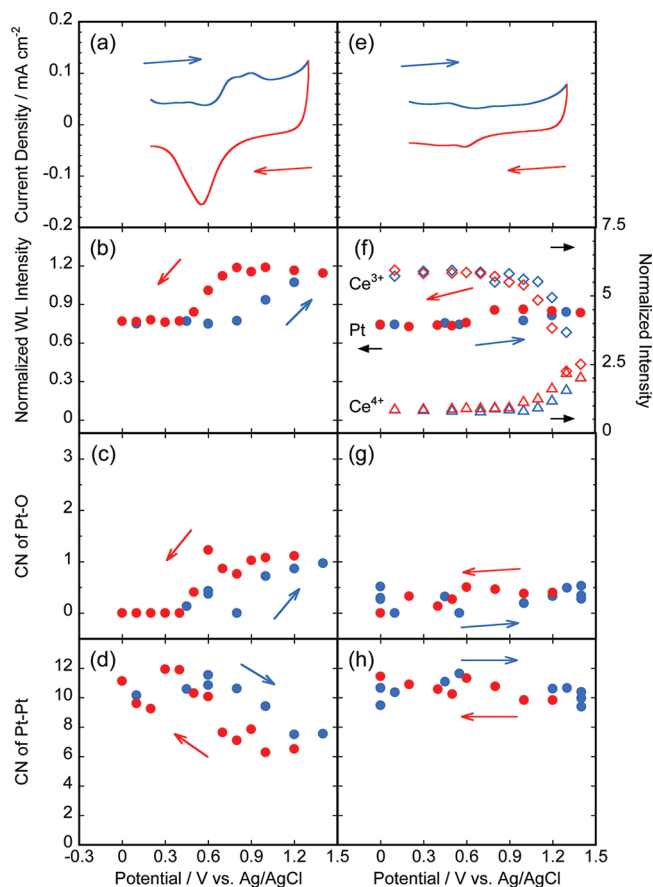 (a)
(e)
0.2
0.1
0
-0.1
-0.2
Current Density / mA cm⁻²
(b)
(f)
1.2
0.9
0.6
0.3
0
Normalized WL Intensity
Ce³⁺
Pt
Ce⁴⁺
7.5
5
2.5
0
Normalized Intensity
(c)
(g)
3
2
1
0
CN of Pt-O
(d)
(h)
12
10
8
6
4
2
0
CN of Pt-Pt
-0.3 0 0.3 0.6 0.9 1.2 1.5
0 0.3 0.6 0.9 1.2 1.5
Potential / V vs. Ag/AgCl
Potential / V vs. Ag/AgCl